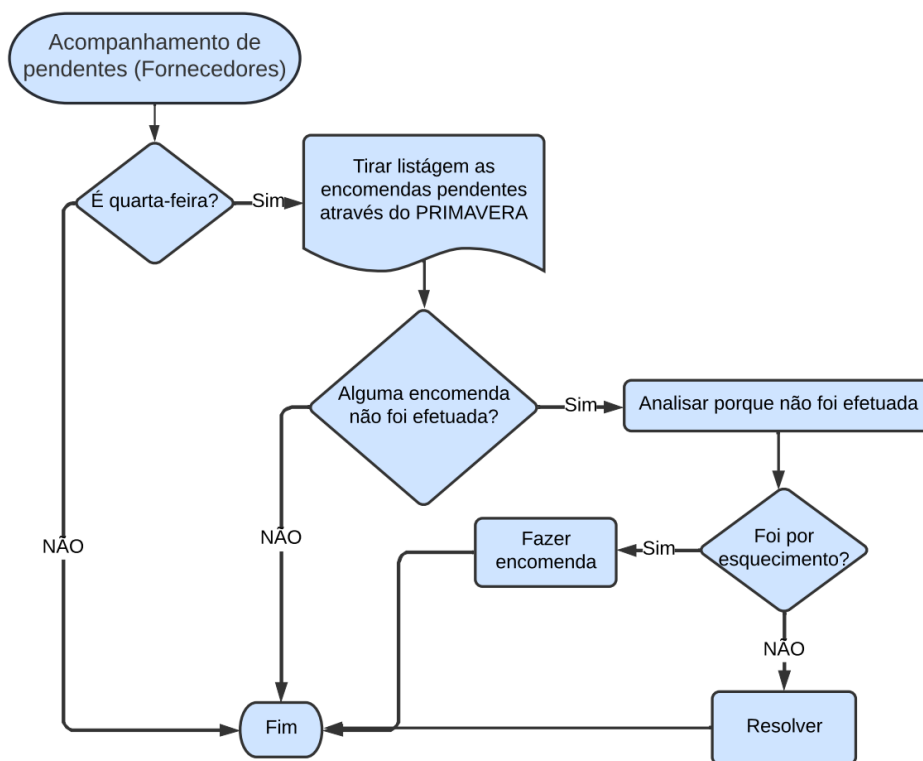 Acompanhamento de
pendentes (Fornecedores)
É quarta-feira?
Sim
Tirar listágem as
encomendas pendentes
através do PRIMAVERA
Alguma encomenda
não foi efetuada?
Sim
Analisar porque não foi efetuada
NÃO
NÃO
Fazer
encomenda
Sim
Foi por
esquecimento?
NÃO
Fim
Resolver